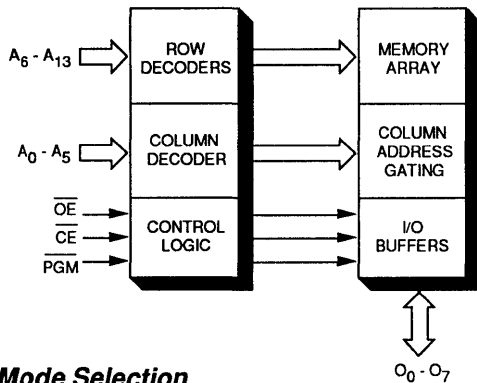 A6 - A13
ROW
DECODERS
MEMORY
ARRAY
A0 - A5
COLUMN
DECODER
COLUMN
ADDRESS
GATING
OE
CE
PGM
CONTROL
LOGIC
I/O
BUFFERS
O0 - O7
Mode Selection